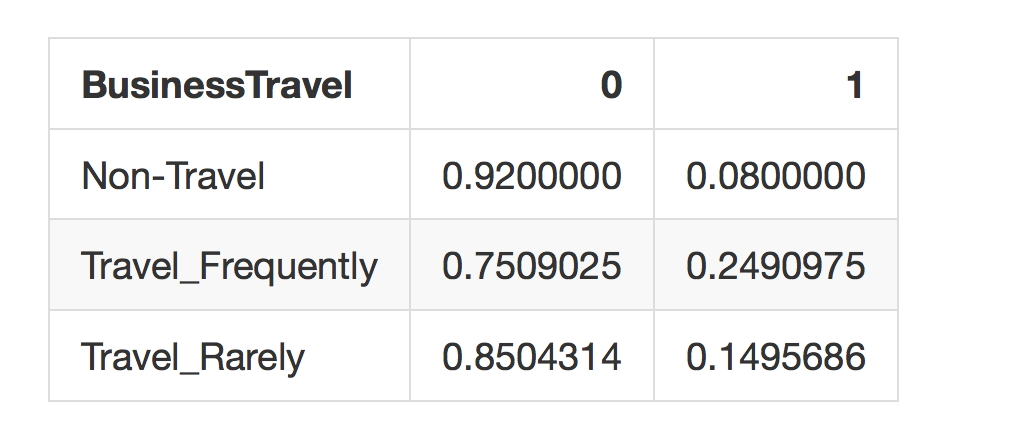 BusinessTravel 0 1
Non-Travel 0.9200000 0.0800000
Travel_Frequently 0.7509025 0.2490975
Travel_Rarely 0.8504314 0.1495686